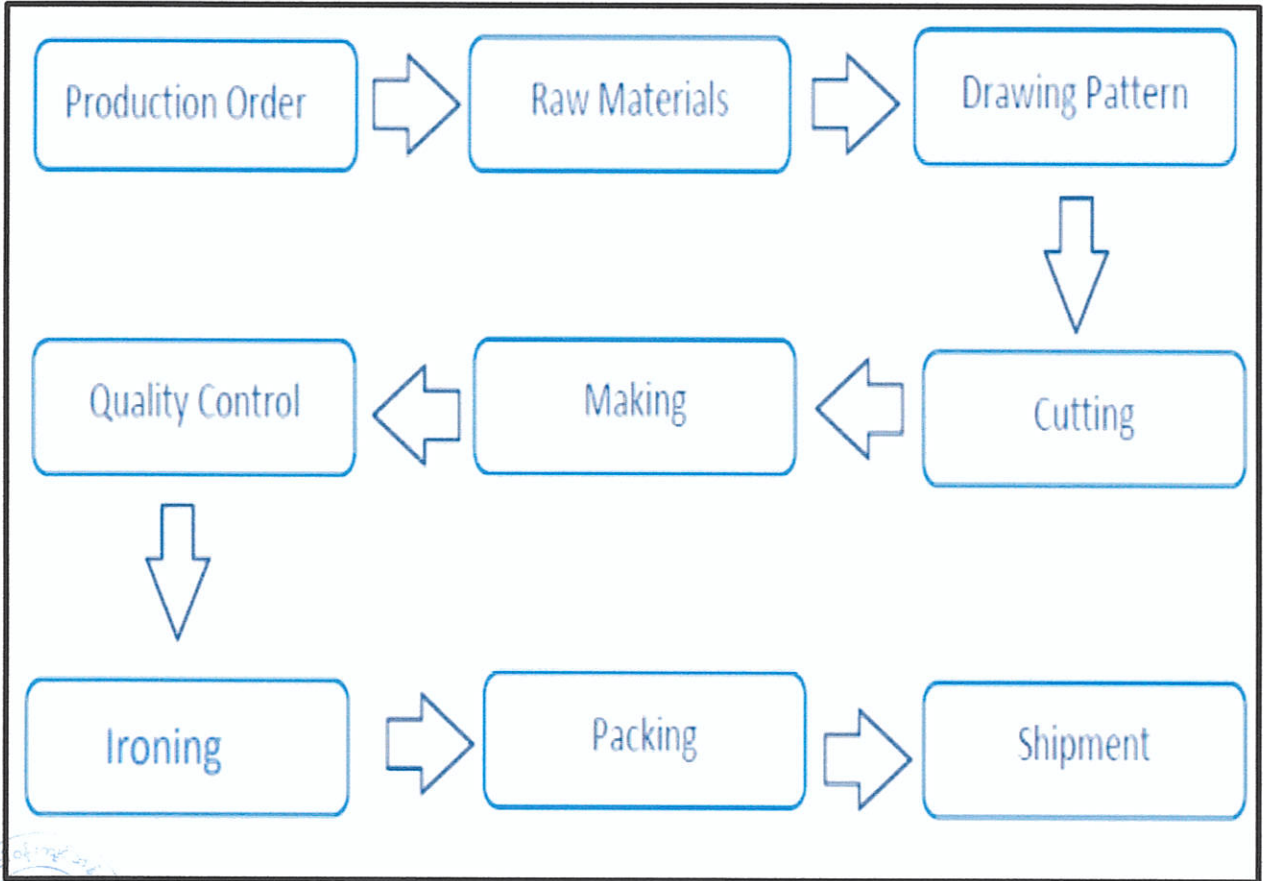 Production Order
Raw Materials
Drawing Pattern
Cutting
Making
Quality Control
Ironing
Packing
Shipment